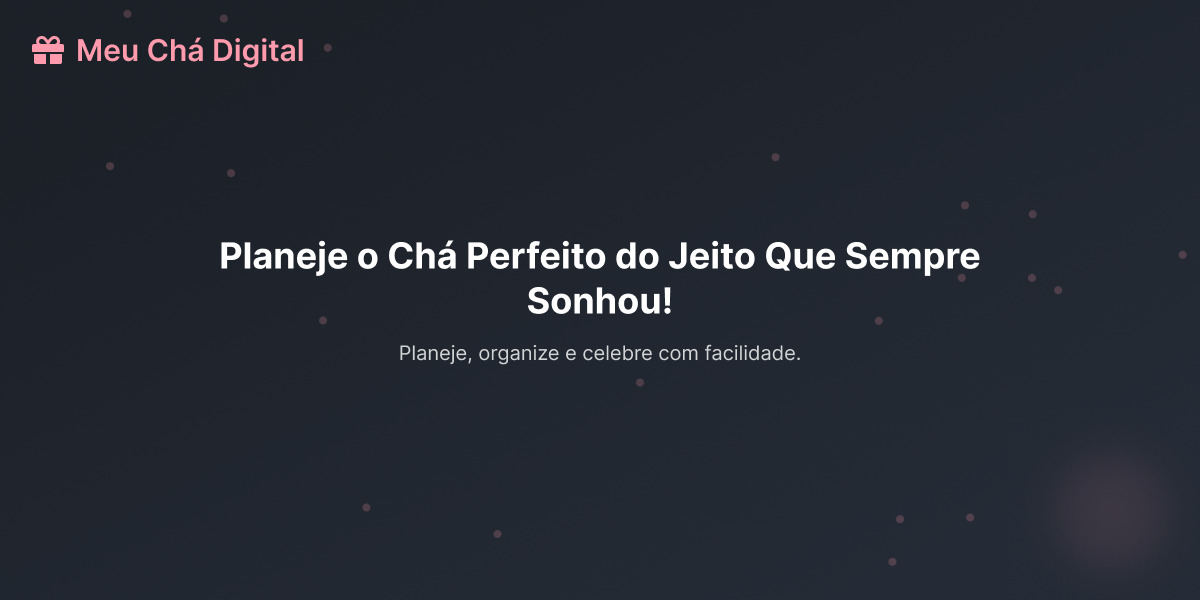 Meu Chá Digital
Planeje o Chá Perfeito do Jeito Que Sempre
Sonhou!
Planeje, organize e celebre com facilidade.